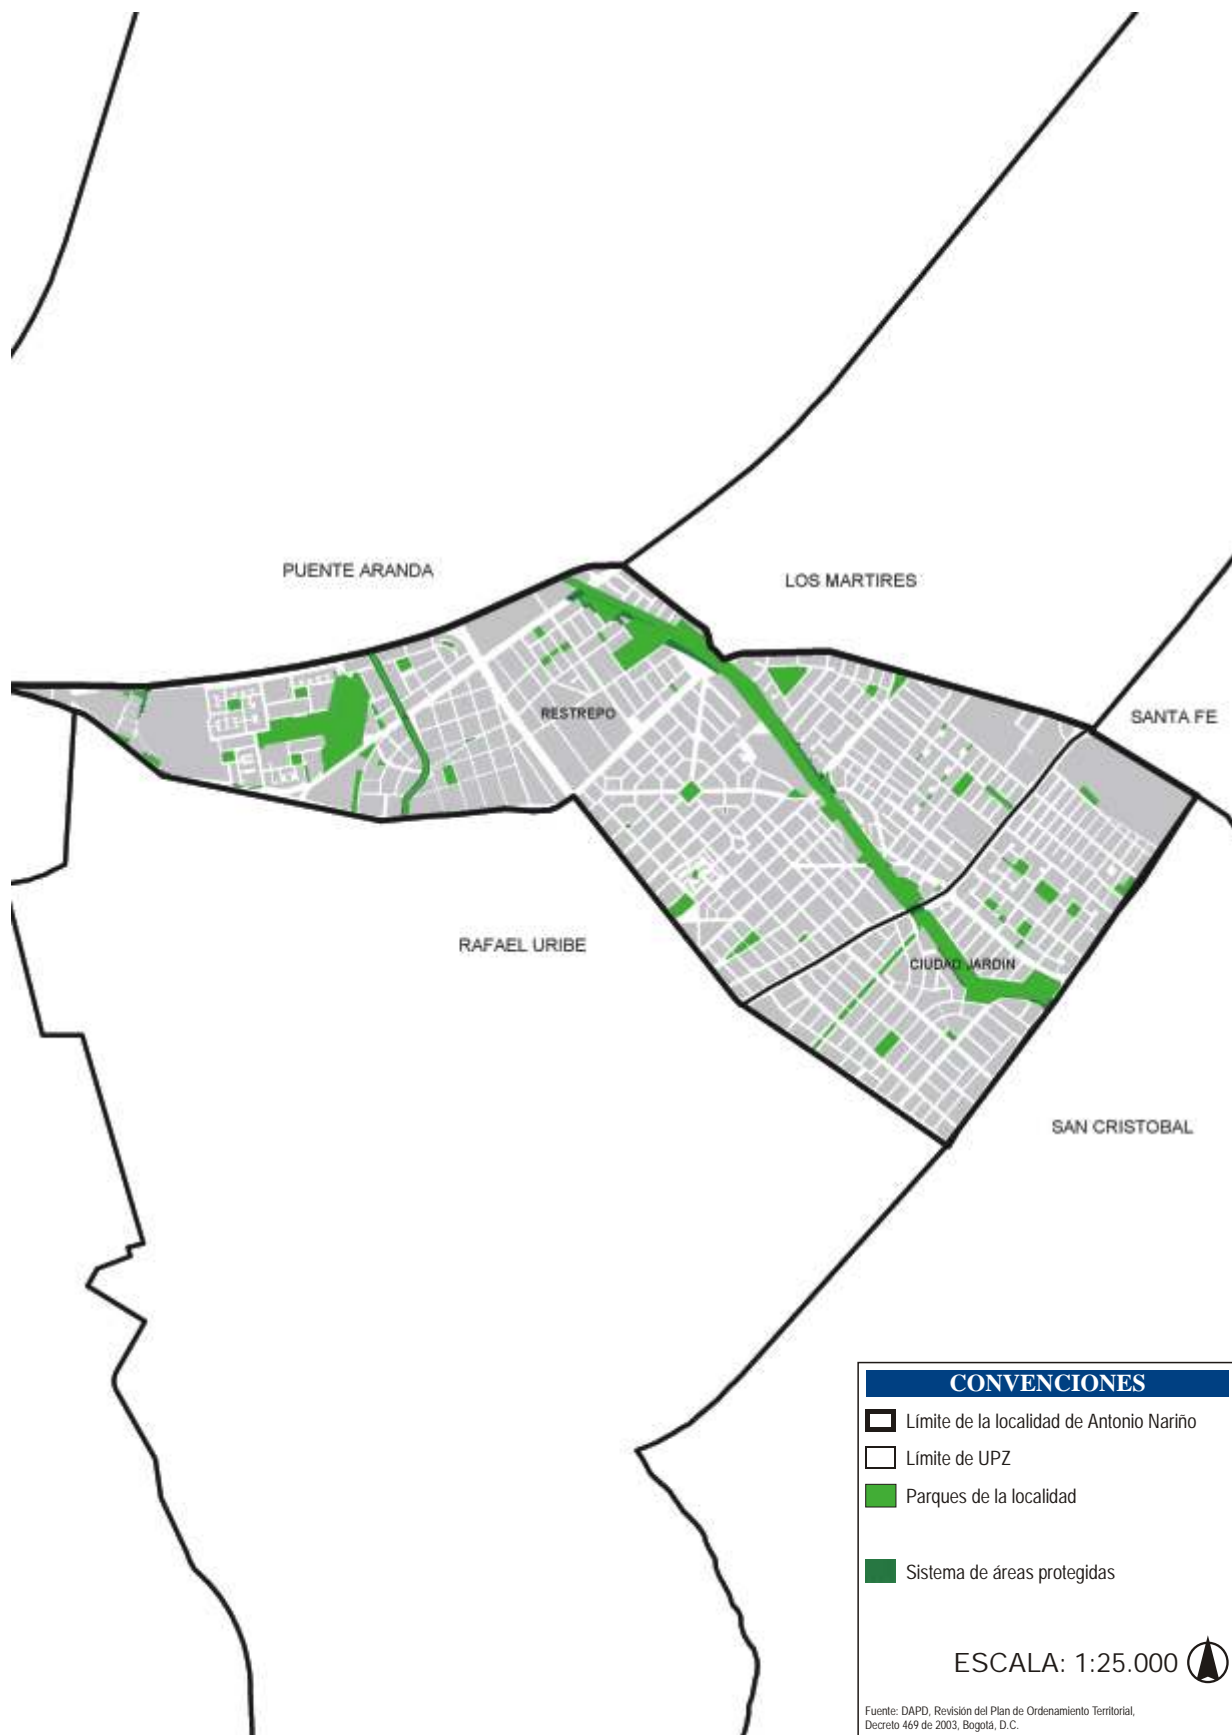 PUENTE ARANDA
LOS MARTIRES
RESTREPO
SANTA FE
RAFAEL URIBE
CIUDAD JARDIN
SAN CRISTOBAL
CONVENCIONES
Límite de la localidad de Antonio Nariño
Límite de UPZ
Parques de la localidad
Sistema de áreas protegidas
ESCALA: 1:25.000
Fuente: DAPD, Revisión del Plan de Ordenamiento Territorial,
Decreto 469 de 2003, Bogotá, D.C.